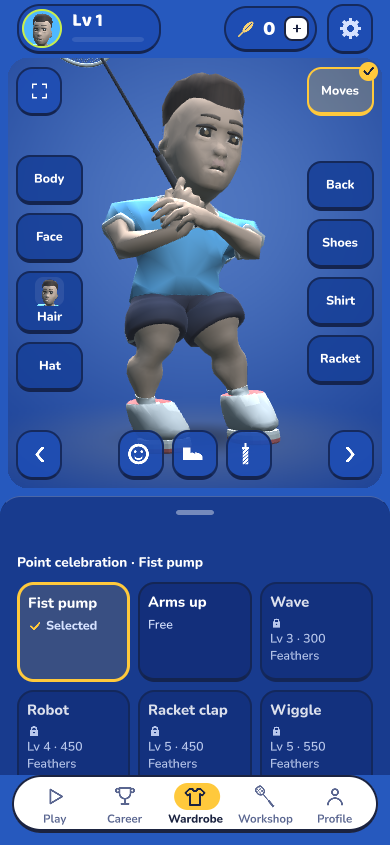 Lv 1
0
+
Moves
Body
Back
Face
Shoes
Hair
Shirt
Hat
Racket
Point celebration · Fist pump
Fist pump
Selected
Arms up
Free
Wave
Lv 3 · 300
Feathers
Robot
Lv 4 · 450
Feathers
Racket clap
Lv 5 · 450
Feathers
Wiggle
Lv 5 · 550
Feathers
Play
Career
Wardrobe
Workshop
Profile